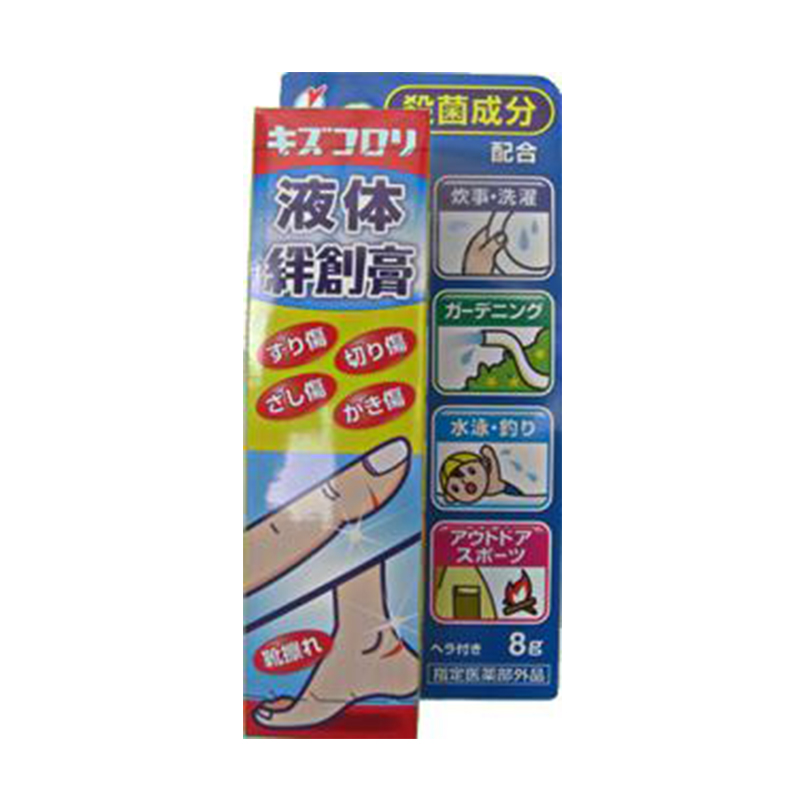 キズコロリ
液体
絆創膏
すり傷
切り傷
さし傷
かき傷
靴擦れ
殺菌成分
配合
炊事・洗濯
ガーデニング
水泳・釣り
アウトドア
スポーツ
ヘラ付き 8g
指定医薬部外品